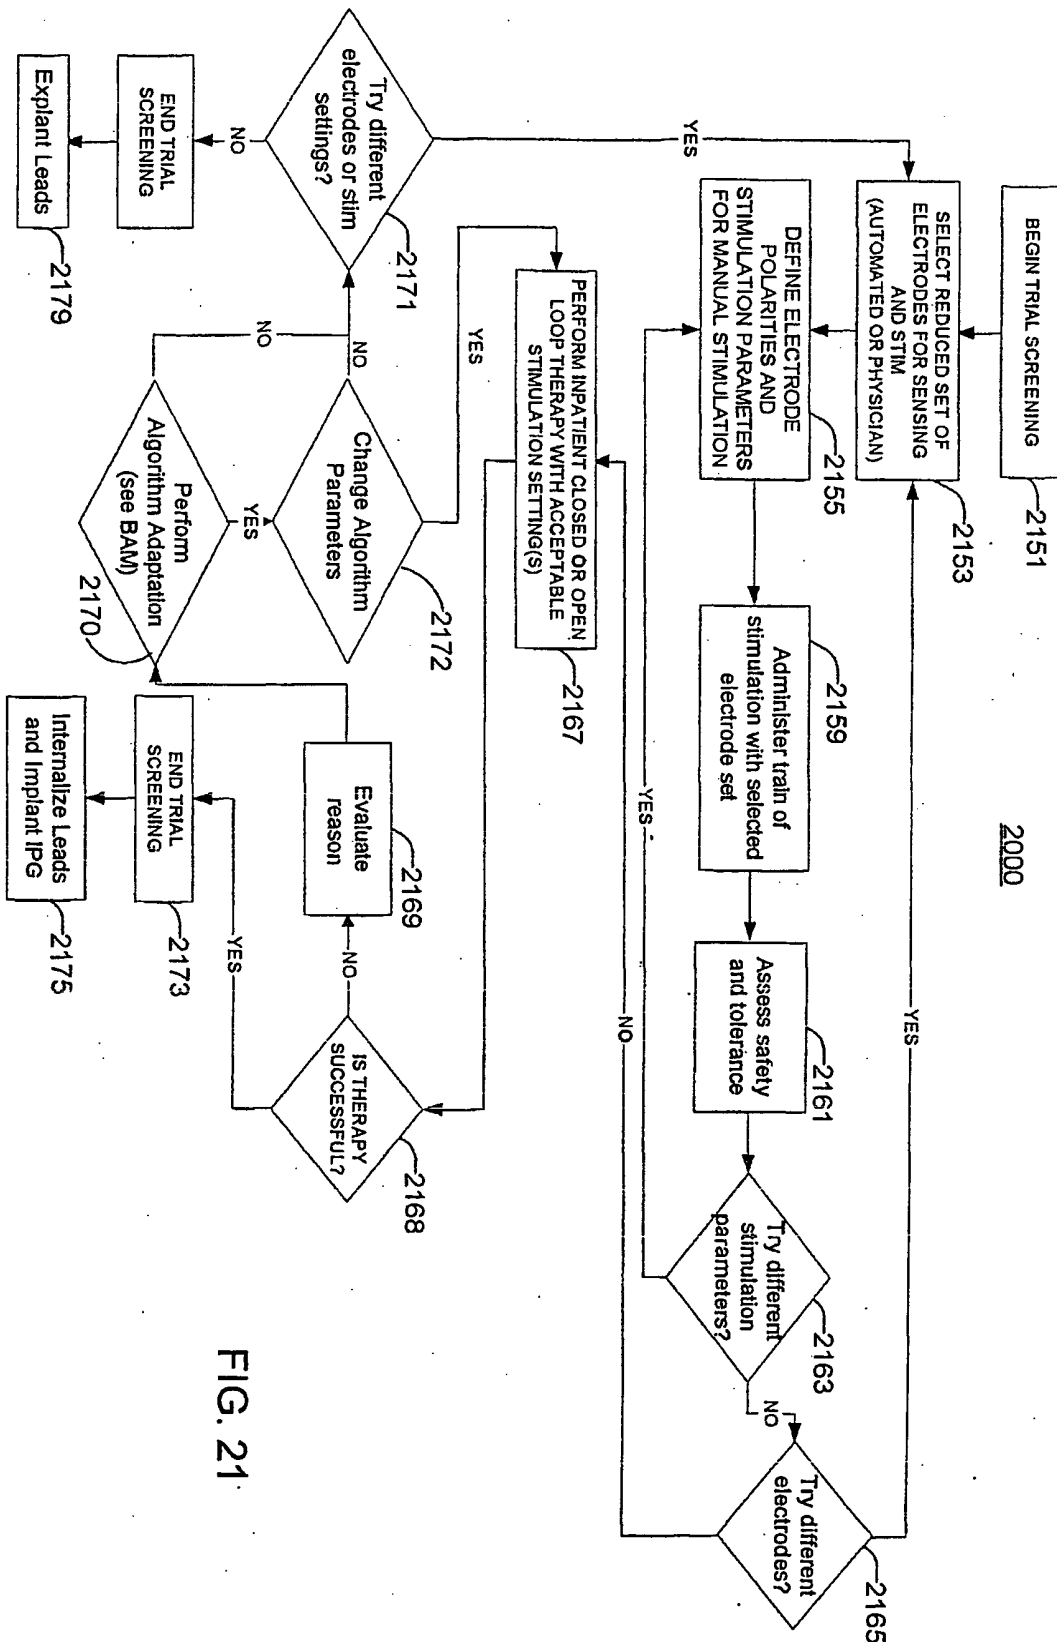 2000
BEGIN TRIAL SCREENING
2151
SELECT REDUCED SET OF
ELECTRODES FOR SENSING
AND STIM
(AUTOMATED OR PHYSICIAN)
2153
YES
YES
DEFINE ELECTRODE
POLARITIES AND
STIMULATION PARAMETERS
FOR MANUAL STIMULATION
2155
Administer train of
stimulation with selected
electrode set
2159
Assess safety
and tolerance
2161
Try different
stimulation
parameters?
2163
NO
Try different
electrodes?
2165
YES
NO
PERFORM INPATIENT CLOSED OR OPEN
LOOP THERAPY WITH ACCEPTABLE
STIMULATION SETTING(S)
2167
YES
Try different
electrodes or stim
settings?
2171
NO
Change Algorithm
Parameters
2172
IS THERAPY
SUCCESSFUL?
2168
NO
Evaluate
reason
2169
YES
NO
Perform
Algorithm Adaptation
(see BAM)
2170
YES
NO
END TRIAL
SCREENING
Explant Leads
2179
END TRIAL
SCREENING
2173
Internalize Leads
and Implant IPG
2175
FIG. 21